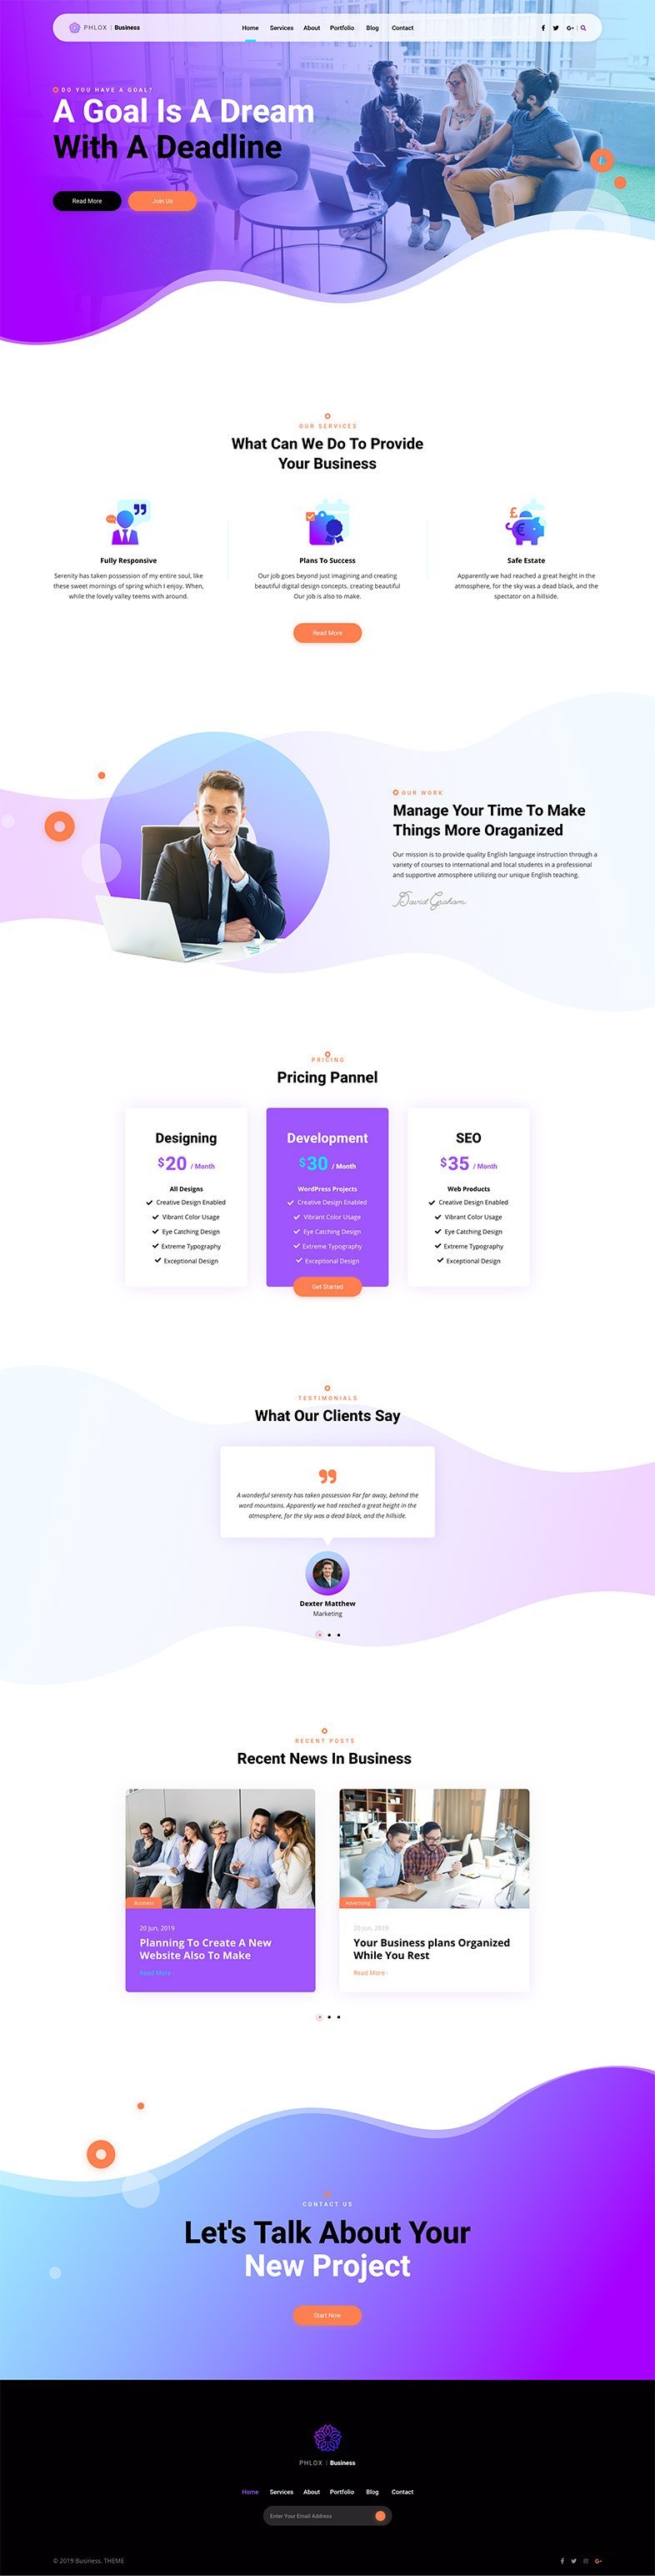 PHLOX | Business
Home Services About Portfolio Blog Contact
DO YOU HAVE A GOAL?
A Goal Is A Dream
With A Deadline
Read More
Join Us
OUR SERVICES
What Can We Do To Provide
Your Business
Fully Responsive
Serenity has taken possession of my entire soul, like
these sweet mornings of spring which I enjoy. When,
while the lovely valley teems with around.
Plans To Success
Our job goes beyond just imagining and creating
beautiful digital design concepts. creating beautiful
Our job is also to make.
Safe Estate
Apparently we had reached a great height in the
atmosphere, for the sky was a dead black, and the
spectator on a hillside.
Read More
OUR WORK
Manage Your Time To Make
Things More Oraganized
Our mission is to provide quality English language instruction through a
variety of courses to international and local students in a professional
and supportive atmosphere utilizing our unique English teaching.
David Graham
PRICING
Pricing Pannel
Designing
$20 / Month
All Designs
Creative Design Enabled
Vibrant Color Usage
Eye Catching Design
Extreme Typography
Exceptional Design
Development
$30 / Month
WordPress Projects
Creative Design Enabled
Vibrant Color Usage
Eye Catching Design
Extreme Typography
Exceptional Design
Get Started
SEO
$35 / Month
Web Products
Creative Design Enabled
Vibrant Color Usage
Eye Catching Design
Extreme Typography
Exceptional Design
TESTIMONIALS
What Our Clients Say
A wonderful serenity has taken possession Far far away, behind the
word mountains. Apparently we had reached a great height in the
atmosphere, for the sky was a dead black, and the hillside.
Dexter Matthew
Marketing
RECENT POSTS
Recent News In Business
Business
20 Jun, 2019
Planning To Create A New
Website Also To Make
Read More
Advertising
20 Jun, 2019
Your Business plans Organized
While You Rest
Read More
CONTACT US
Let's Talk About Your
New Project
Start Now
PHLOX | Business
Home Services About Portfolio Blog Contact
Enter Your Email Address
© 2019 Business. THEME